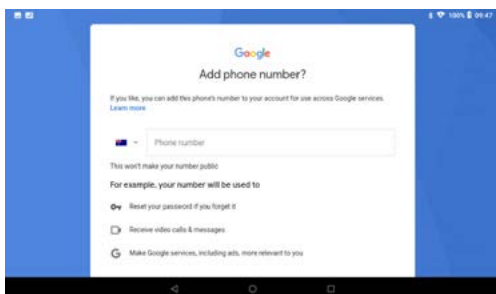 100% 09:47
Google
Add phone number?
If you like, you can add this phone's number to your account for use across Google services.
Learn more
Phone number
This won't make your number public
For example, your number will be used to
Reset your password if you forget it
Receive video calls & messages
Make Google services, including ads, more relevant to you